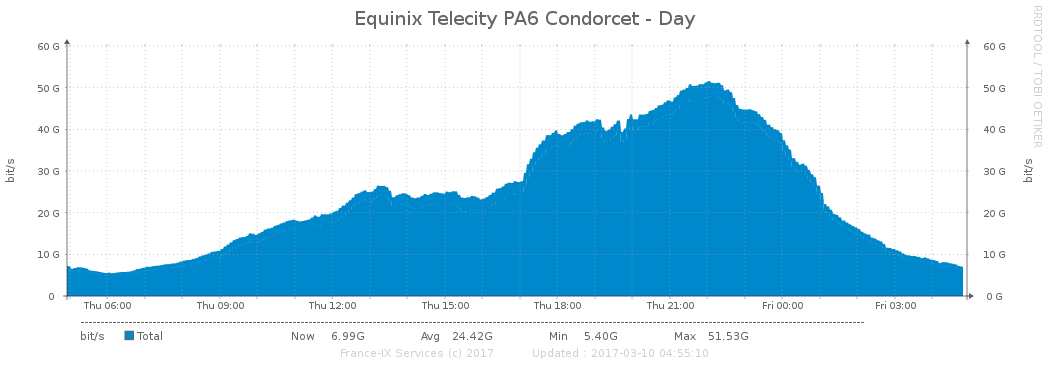 Equinix Telecity PA6 Condorcet - Day
RRDTOOL / TOBI OETIKER
bit/s
60 G 60 G
50 G 50 G
40 G 40 G
30 G 30 G
20 G 20 G
10 G 10 G
0 0 G
bit/s
Thu 06:00 Thu 09:00 Thu 12:00 Thu 15:00 Thu 18:00 Thu 21:00 Fri 00:00 Fri 03:00
bit/s Total Now 6.99G Avg 24.42G Min 5.40G Max 51.53G
France-IX Services (c) 2017 Updated : 2017-03-10 04:55:10